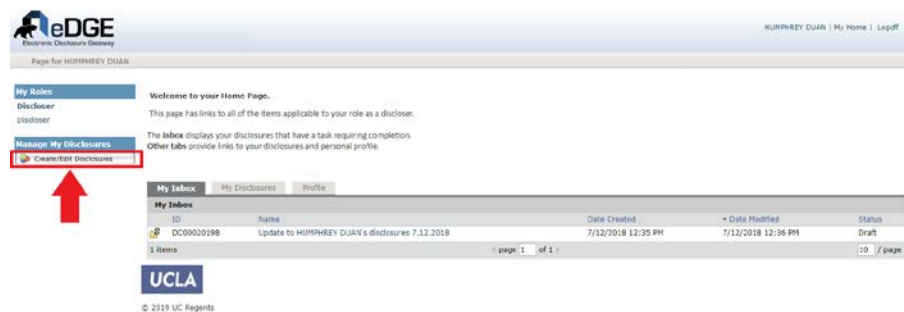 eDGE
Electronic Disclosure Gateway
HUMPHREY DUAN | My Home | Logoff
Page for HUMPHREY DUAN
My Roles
Discloser
Discloser
Manage My Disclosures
Create/Edit Disclosures
Welcome to your Home Page.
This page has links to all of the items applicable to your role as a discloser.
The Inbox displays your disclosures that have a task requiring completion.
Other tabs provide links to your disclosures and personal profile.
My Inbox My Disclosures Profile
My Inbox
ID Name Date Created Date Modified Status
DC00020198 Update to HUMPHREY DUAN's disclosures 7.12.2018 7/12/2018 12:35 PM 7/12/2018 12:36 PM Draft
1 items page 1 of 1 10 / page
UCLA
© 2019 UC Regents